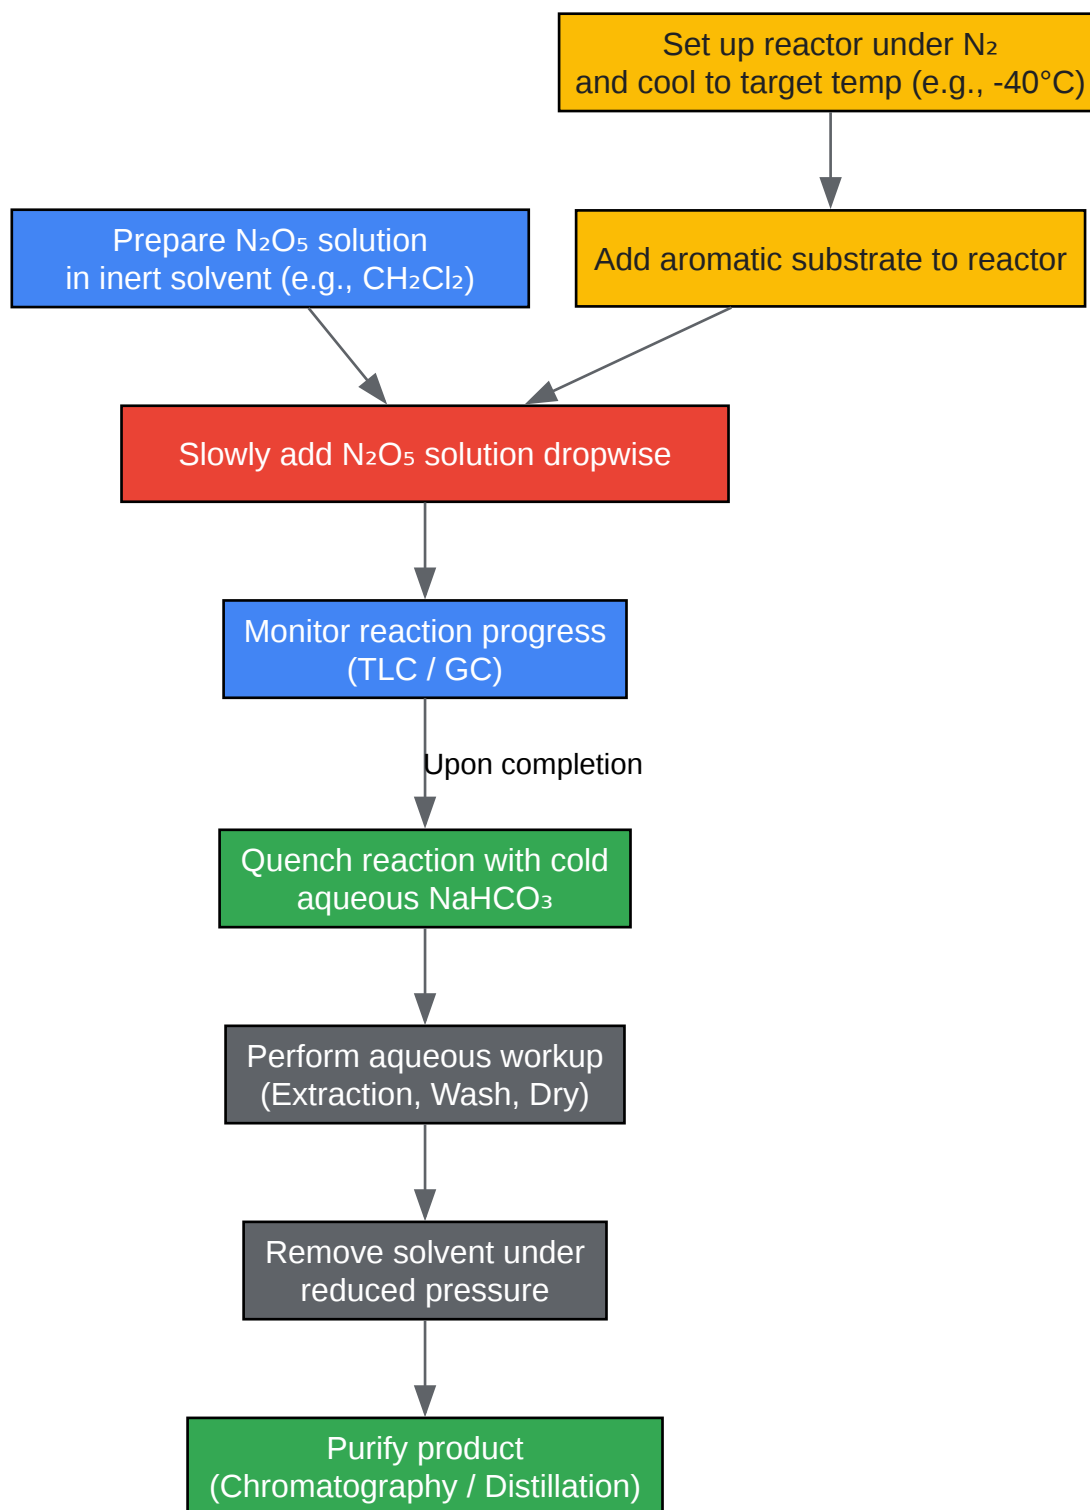 Set up reactor under N₂
and cool to target temp (e.g., -40°C)
Prepare N₂O₅ solution
in inert solvent (e.g., CH₂Cl₂)
Add aromatic substrate to reactor
Slowly add N₂O₅ solution dropwise
Monitor reaction progress
(TLC / GC)
Upon completion
Quench reaction with cold
aqueous NaHCO₃
Perform aqueous workup
(Extraction, Wash, Dry)
Remove solvent under
reduced pressure
Purify product
(Chromatography / Distillation)